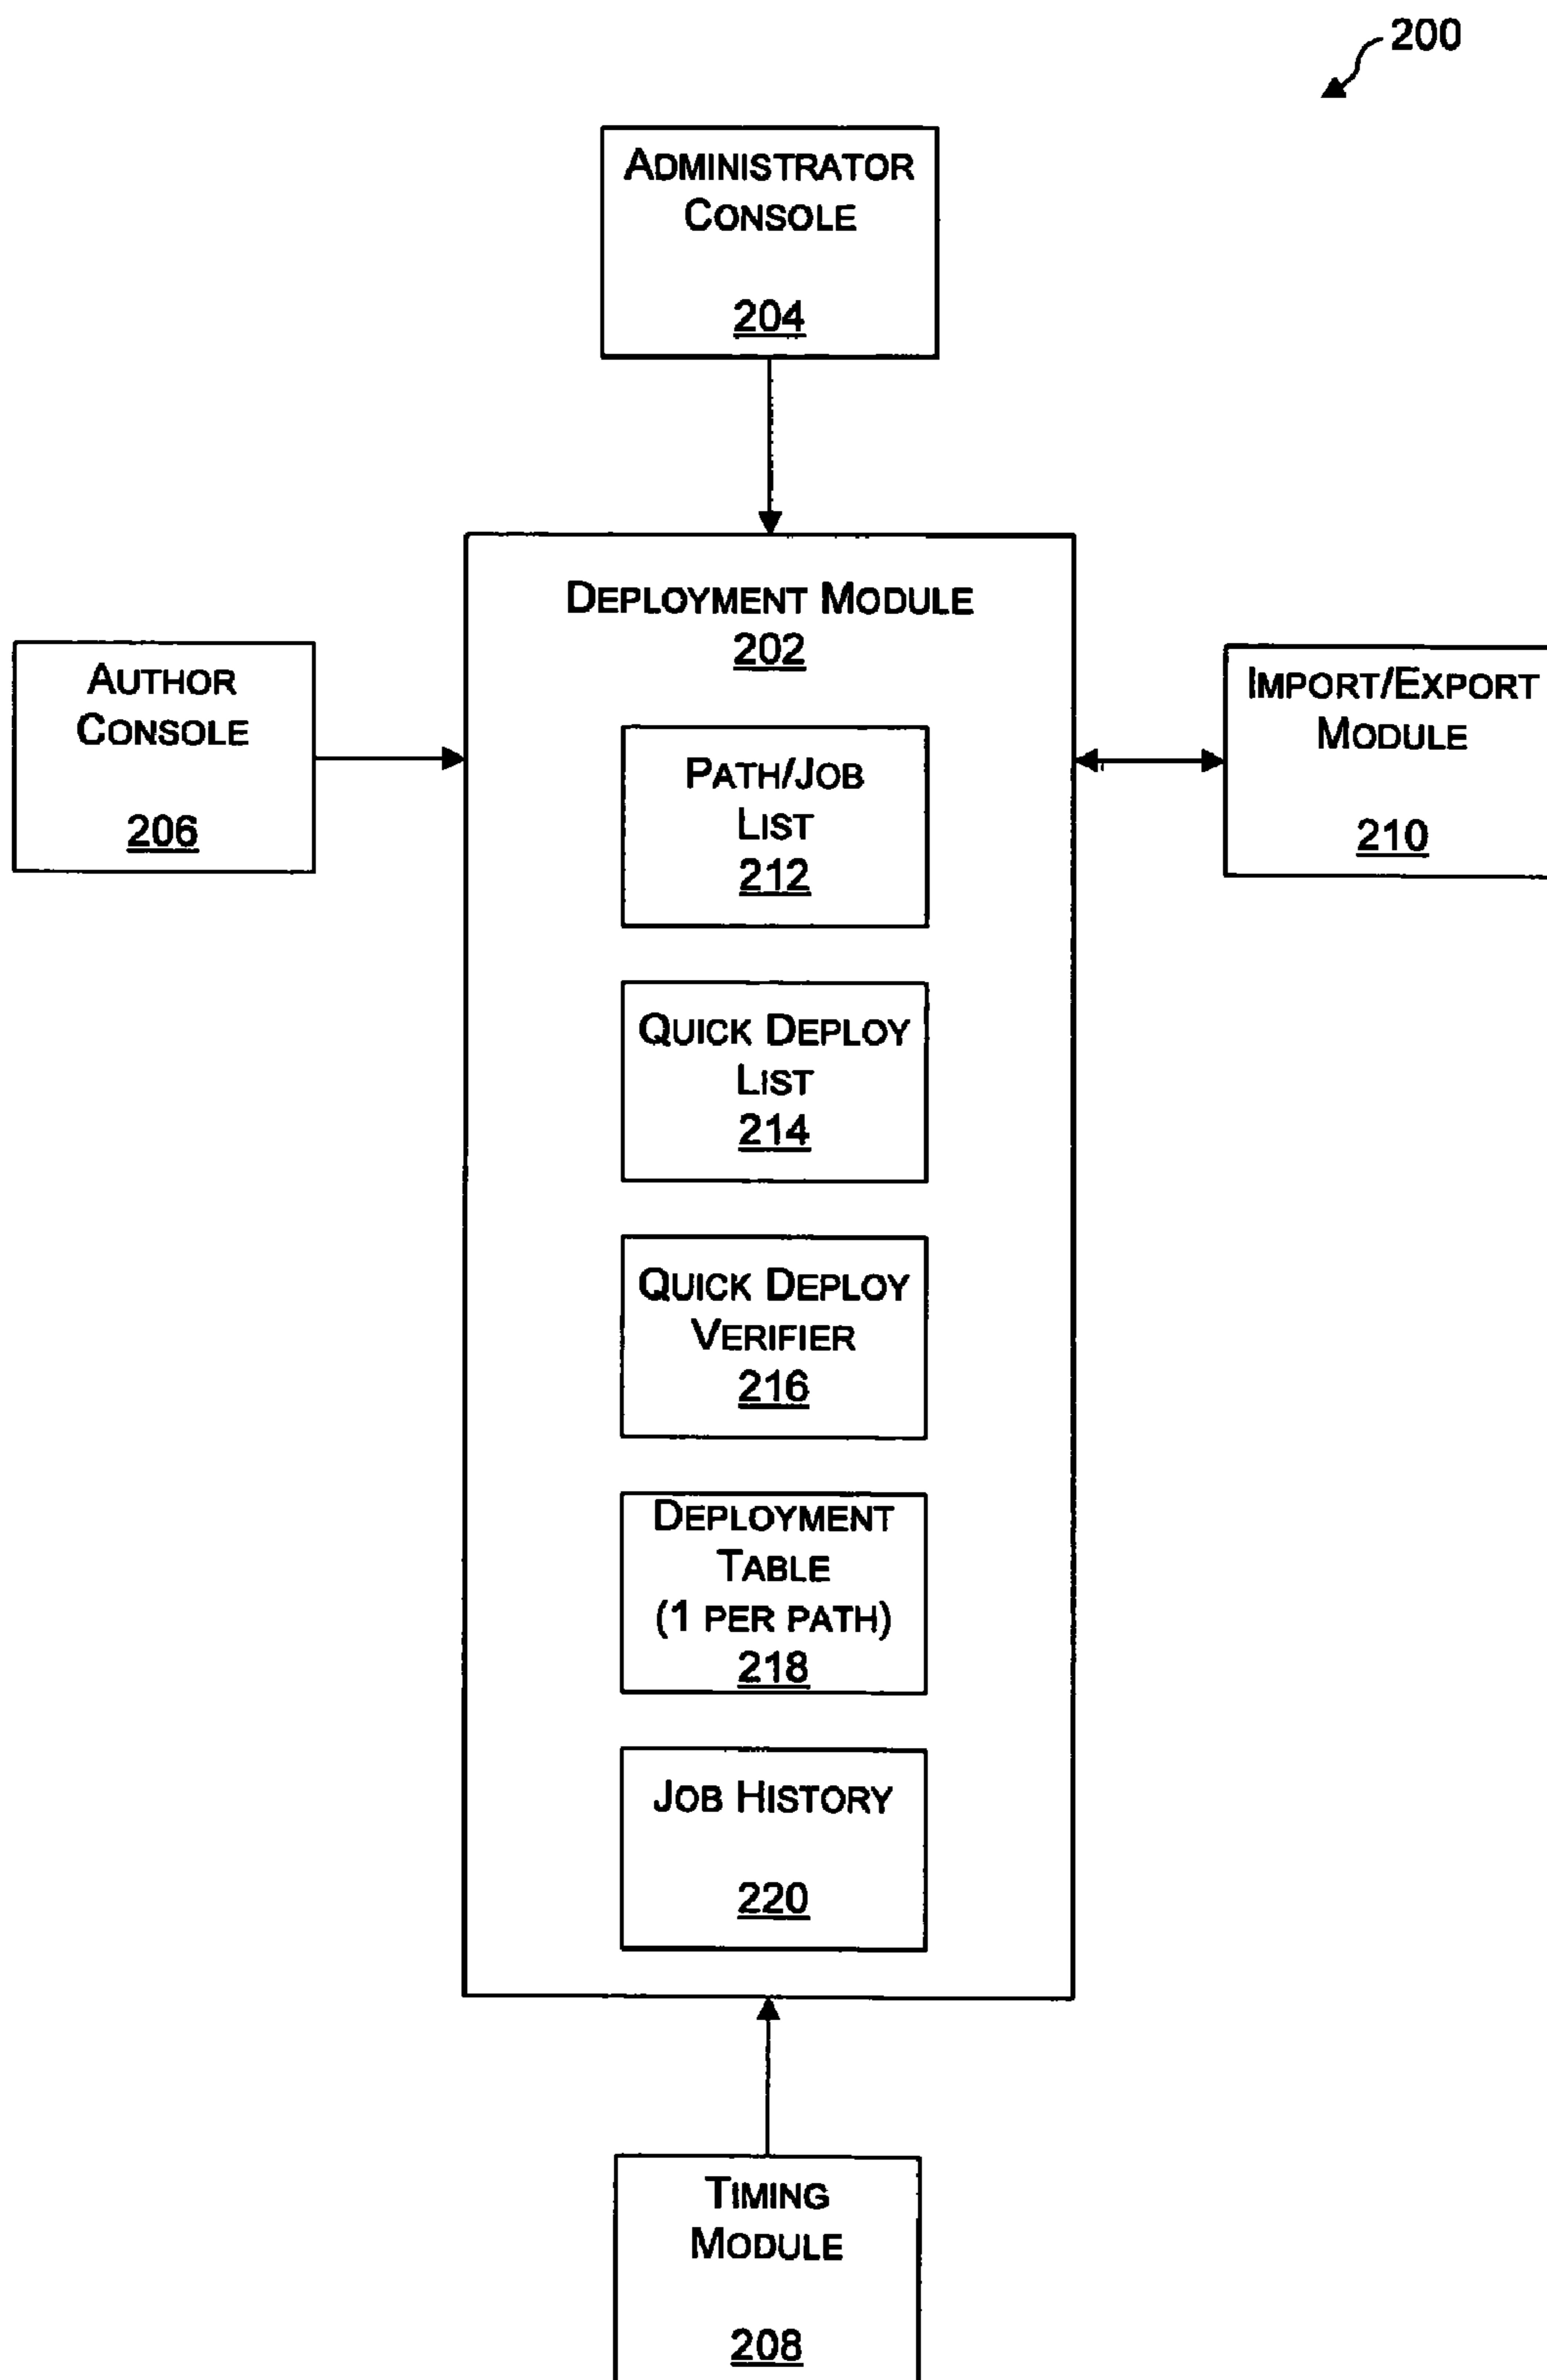 200
ADMINISTRATOR
CONSOLE
204
DEPLOYMENT MODULE
202
AUTHOR
CONSOLE
206
IMPORT/EXPORT
MODULE
210
PATH/JOB
LIST
212
QUICK DEPLOY
LIST
214
QUICK DEPLOY
VERIFIER
216
DEPLOYMENT
TABLE
(1 PER PATH)
218
JOB HISTORY
220
TIMING
MODULE
208